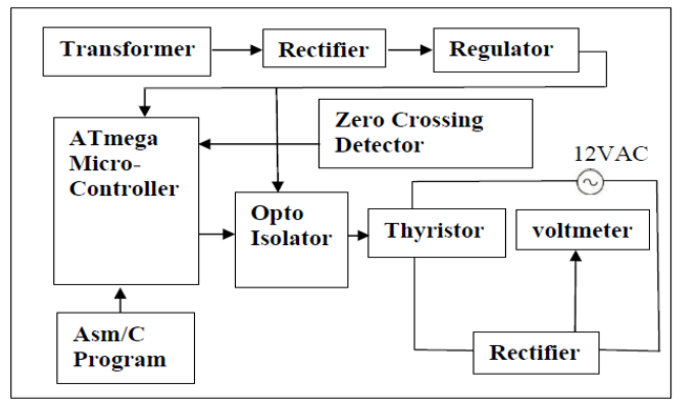 Transformer
Rectifier
Regulator
ATmega
Micro-
Controller
Zero Crossing
Detector
12VAC
Opto
Isolator
Thyristor
voltmeter
Asm/C
Program
Rectifier